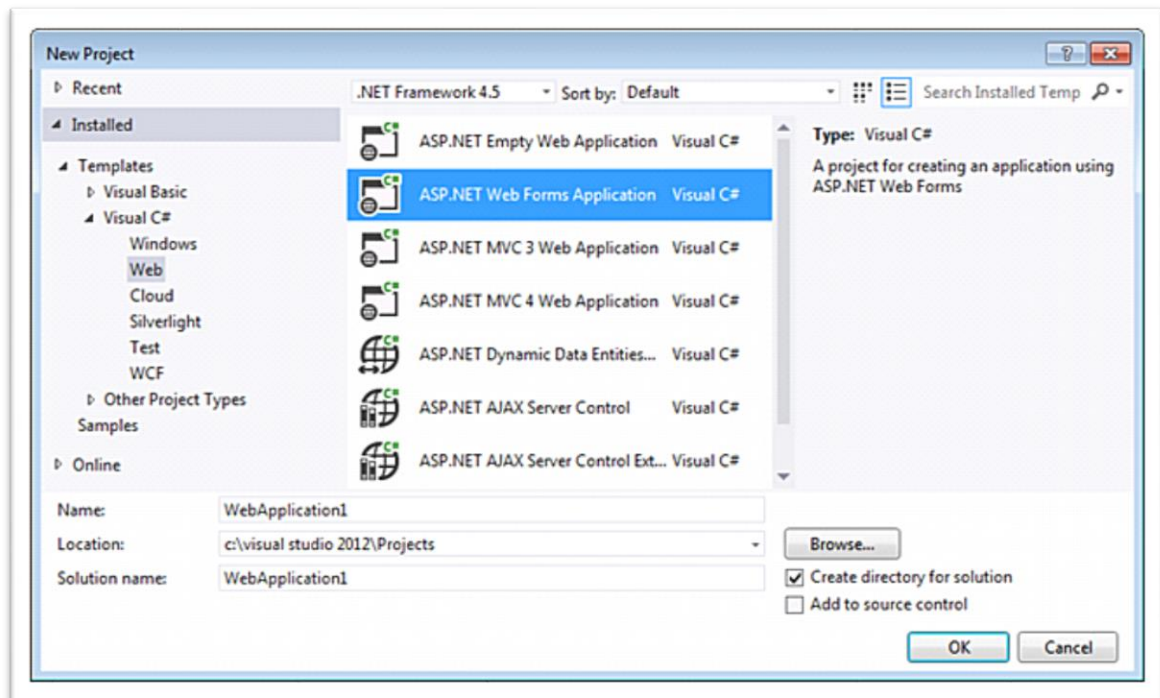 New Project
Recent
.NET Framework 4.5
Sort by: Default
Search Installed Temp
Installed
Templates
Visual Basic
Visual C#
Windows
Web
Cloud
Silverlight
Test
WCF
Other Project Types
Samples
Online
ASP.NET Empty Web Application Visual C#
ASP.NET Web Forms Application Visual C#
ASP.NET MVC 3 Web Application Visual C#
ASP.NET MVC 4 Web Application Visual C#
ASP.NET Dynamic Data Entities... Visual C#
ASP.NET AJAX Server Control Visual C#
ASP.NET AJAX Server Control Ext... Visual C#
Type: Visual C#
A project for creating an application using
ASP.NET Web Forms
Name: WebApplication1
Location: c:\visual studio 2012\Projects
Browse...
Solution name: WebApplication1
Create directory for solution
Add to source control
OK
Cancel